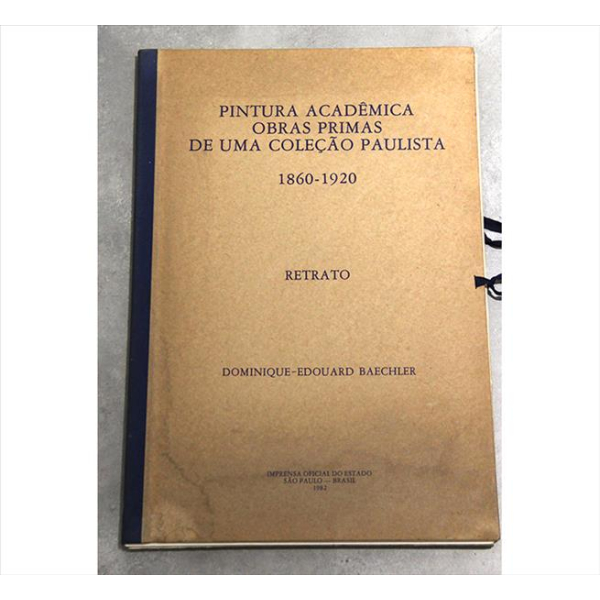 PINTURA ACADÊMICA
OBRAS PRIMAS
DE UMA COLEÇÃO PAULISTA
1860-1920
RETRATO
DOMINIQUE-EDOUARD BAECHLER
IMPRENSA OFICIAL DO ESTADO
SÃO PAULO — BRASIL
1982